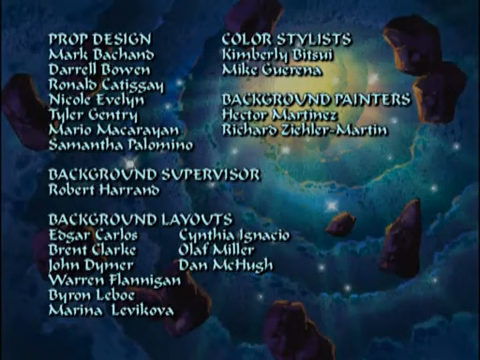 PROP DESIGN
Mark Bachand
Darrell Bowen
Ronald Catiggay
Nicole Evelyn
Tyler Gentry
Mario Macarayan
Samantha Palomino
BACKGROUND SUPERVISOR
Robert Harrand
BACKGROUND LAYOUTS
Edgar Carlos
Brent Clarke
John Dymer
Warren Flannigan
Byron Leboe
Marina Levikova
Cynthia Ignacio
Olaf Miller
Dan McHugh
COLOR STYLISTS
Kimberly Bitsui
Mike Guerena
BACKGROUND PAINTERS
Hector Martinez
Richard Ziehler-Martin